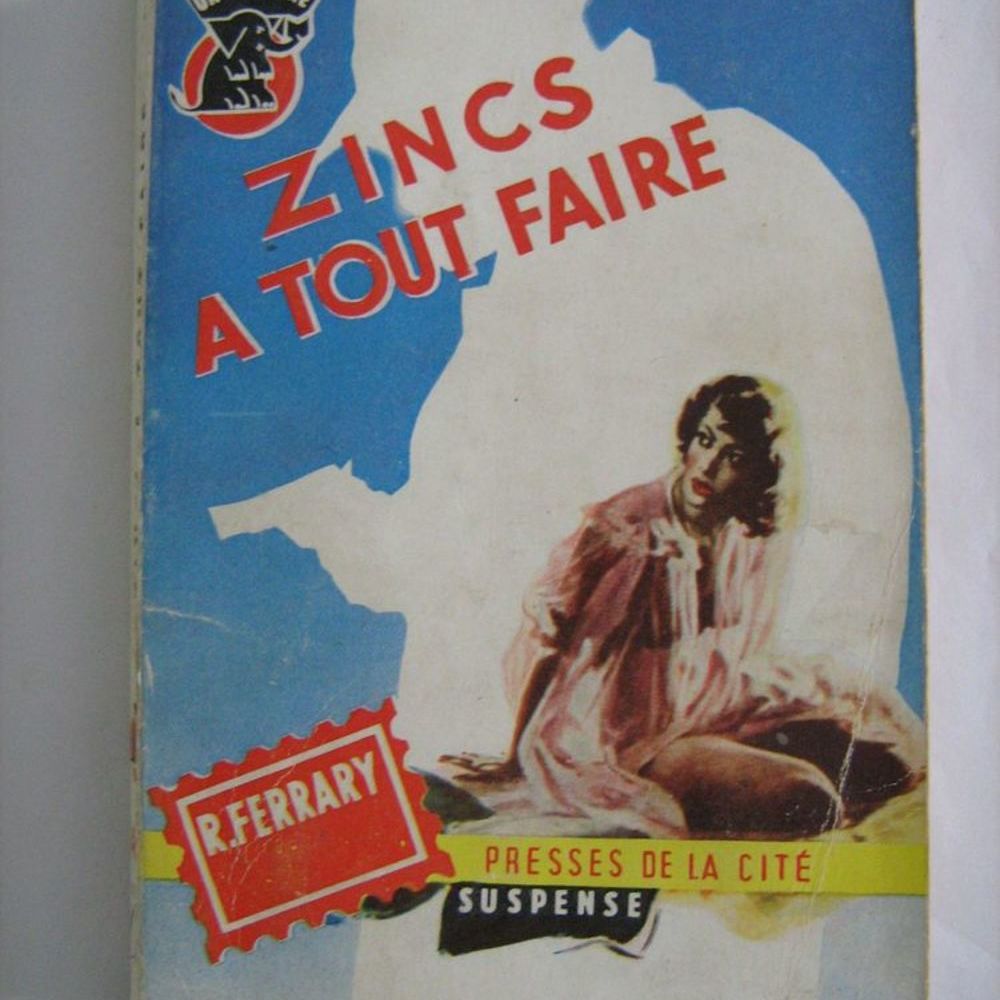 ZINCS
A TOUT FAIRE
R.FERRARY
PRESSES DE LA CITÉ
SUSPENSE